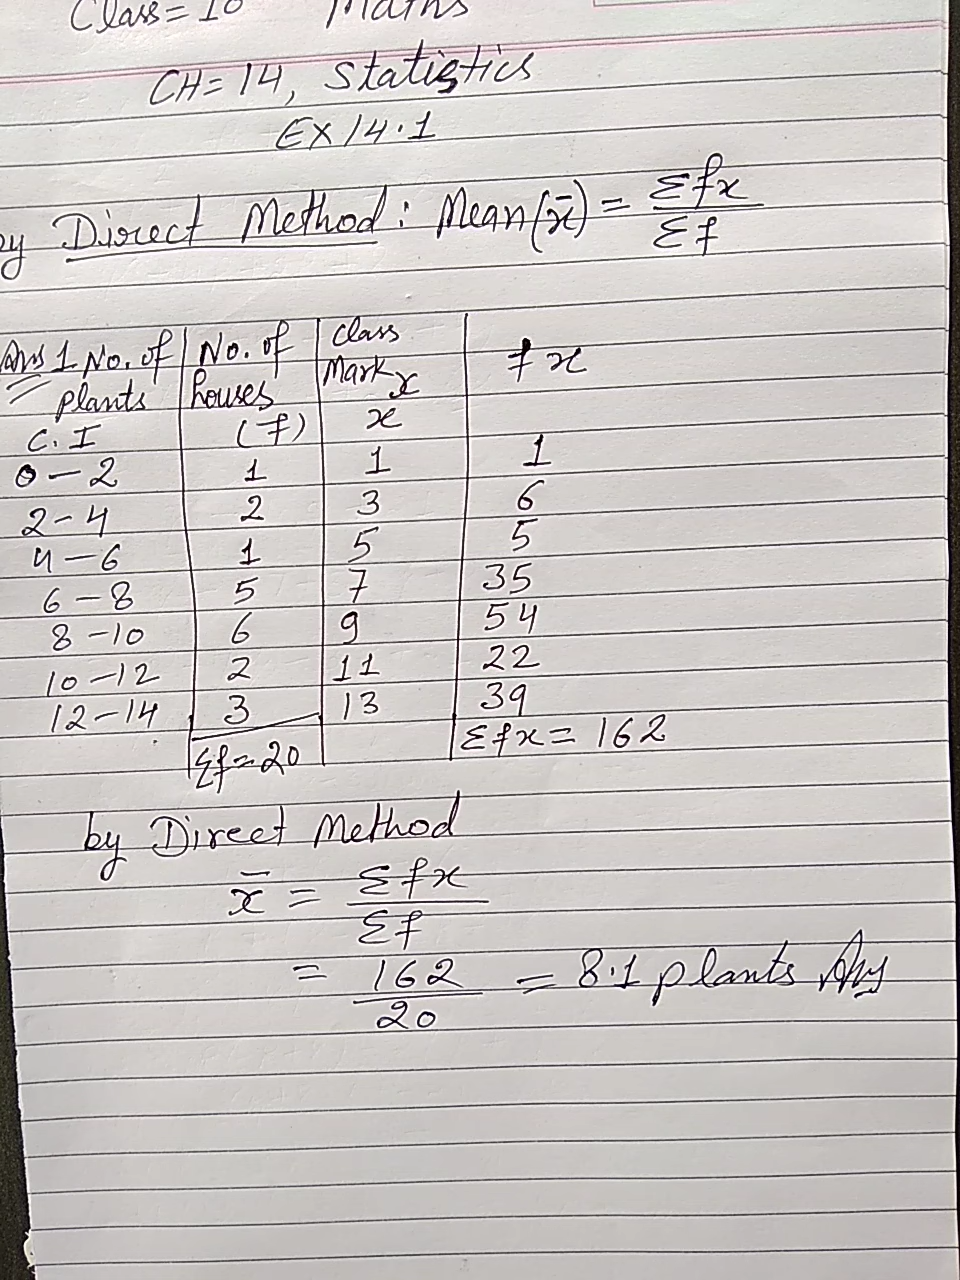 Class = 10 Maths
CH = 14, Statistics
EX 14.1
by Direct Method: Mean (x̄) = Σfx / Σf
Ans 1 No. of plants C.I | No. of houses (f) | Class Mark x x | fx
0 – 2 | 1 | 1 | 1
2 – 4 | 2 | 3 | 6
4 – 6 | 1 | 5 | 5
6 – 8 | 5 | 7 | 35
8 – 10 | 6 | 9 | 54
10 – 12 | 2 | 11 | 22
12 – 14 | 3 | 13 | 39
Σf = 20 | Σfx = 162
by Direct Method
x̄ = Σfx / Σf
= 162 / 20 = 8.1 plants Ans